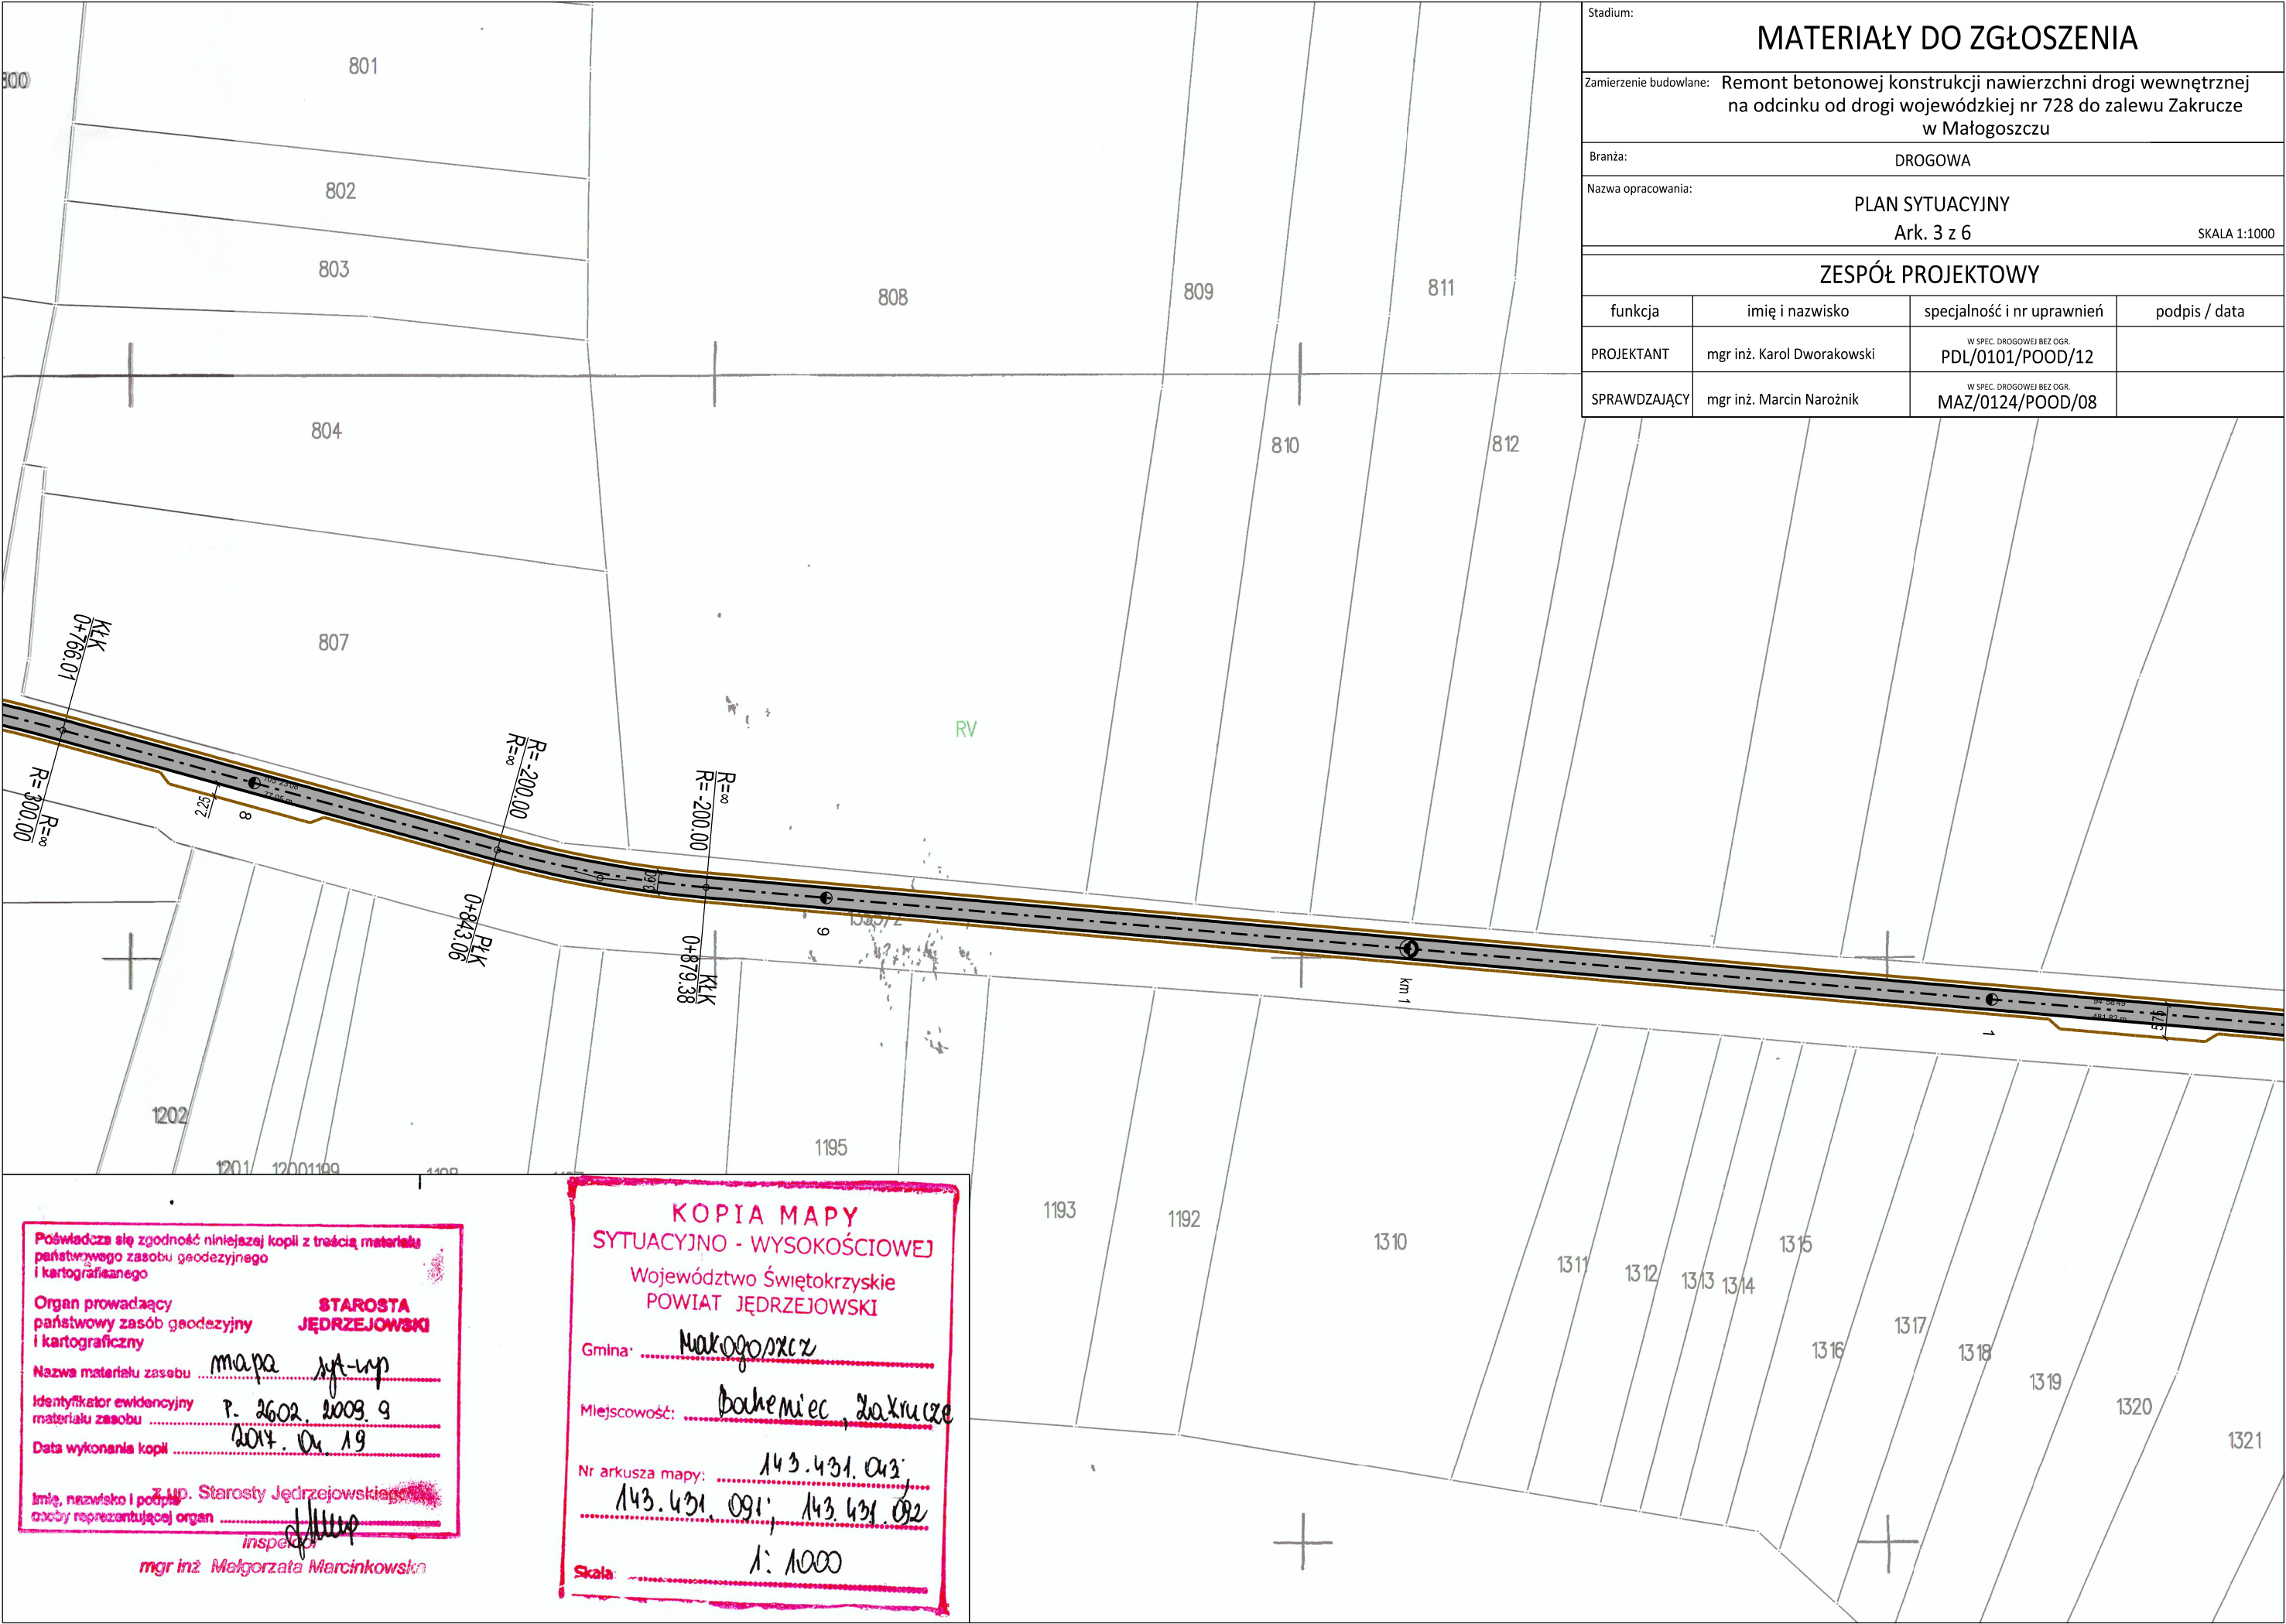 Stadium:
MATERIAŁY DO ZGŁOSZENIA
Zamierzenie budowlane: Remont betonowej konstrukcji nawierzchni drogi wewnętrznej
na odcinku od drogi wojewódzkiej nr 728 do zalewu Zakrucze
w Małogoszczu
Branża:
DROGOWA
Nazwa opracowania:
PLAN SYTUACYJNY
Ark. 3 z 6
SKALA 1:1000
ZESPÓŁ PROJEKTOWY
funkcja imię i nazwisko specjalność i nr uprawnień podpis / data
PROJEKTANT mgr inż. Karol Dworakowski W SPEC. DROGOWEJ BEZ OGR. PDL/0101/POOD/12
SPRAWDZAJĄCY mgr inż. Marcin Narożnik W SPEC. DROGOWEJ BEZ OGR. MAZ/0124/POOD/08
800
801
802
803
804
807
808
809
810
811
812
RV
KŁK
0+766.01
R= 300.00
R=∞
2.25
8
R= -200.00
R=∞
PŁK
0+843.06
3.60
R=∞
R= -200.00
KŁK
0+879.38
9
km 1
1
5.75
1202
1201
1200
1199
1198
1195
1193
1192
1310
1311
1312
1313
1314
1315
1316
1317
1318
1319
1320
1321
Poświadcza się zgodność niniejszej kopii z treścią materiału
państwowego zasobu geodezyjnego
i kartograficznego
Organ prowadzący
państwowy zasób geodezyjny
i kartograficzny
STAROSTA
JĘDRZEJOWSKI
Nazwa materiału zasobu mapa syt-wys
Identyfikator ewidencyjny
materiału zasobu P. 2602. 2009. 9
Data wykonania kopii 2017. 04. 19
z up. Starosty Jędrzejowskiego
Imię, nazwisko i podpis
osoby reprezentującej organ
inspektor
mgr inż Małgorzata Marcinkowska
KOPIA MAPY
SYTUACYJNO - WYSOKOŚCIOWEJ
Województwo Świętokrzyskie
POWIAT JĘDRZEJOWSKI
Gmina: Małogoszcz
Miejscowość: Bocheniec, Zakrucze
Nr arkusza mapy: 143.431.043;
143.431.091; 143.431.092
Skala: 1: 1000